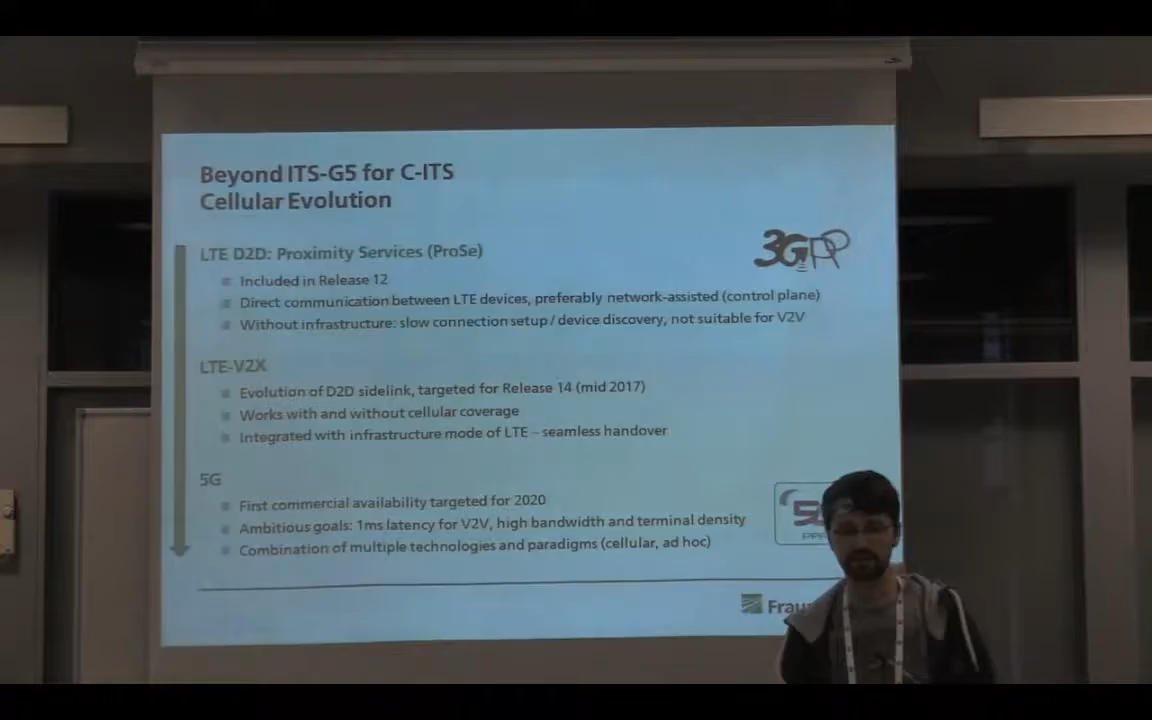 Beyond ITS-G5 for C-ITS
Cellular Evolution
LTE D2D: Proximity Services (ProSe)
3GPP
Included in Release 12
Direct communication between LTE devices, preferably network-assisted (control plane)
Without infrastructure: slow connection setup / device discovery, not suitable for V2V
LTE-V2X
Evolution of D2D sidelink, targeted for Release 14 (mid 2017)
Works with and without cellular coverage
Integrated with infrastructure mode of LTE – seamless handover
5G
First commercial availability targeted for 2020
Ambitious goals: 1ms latency for V2V, high bandwidth and terminal density
Combination of multiple technologies and paradigms (cellular, ad hoc)